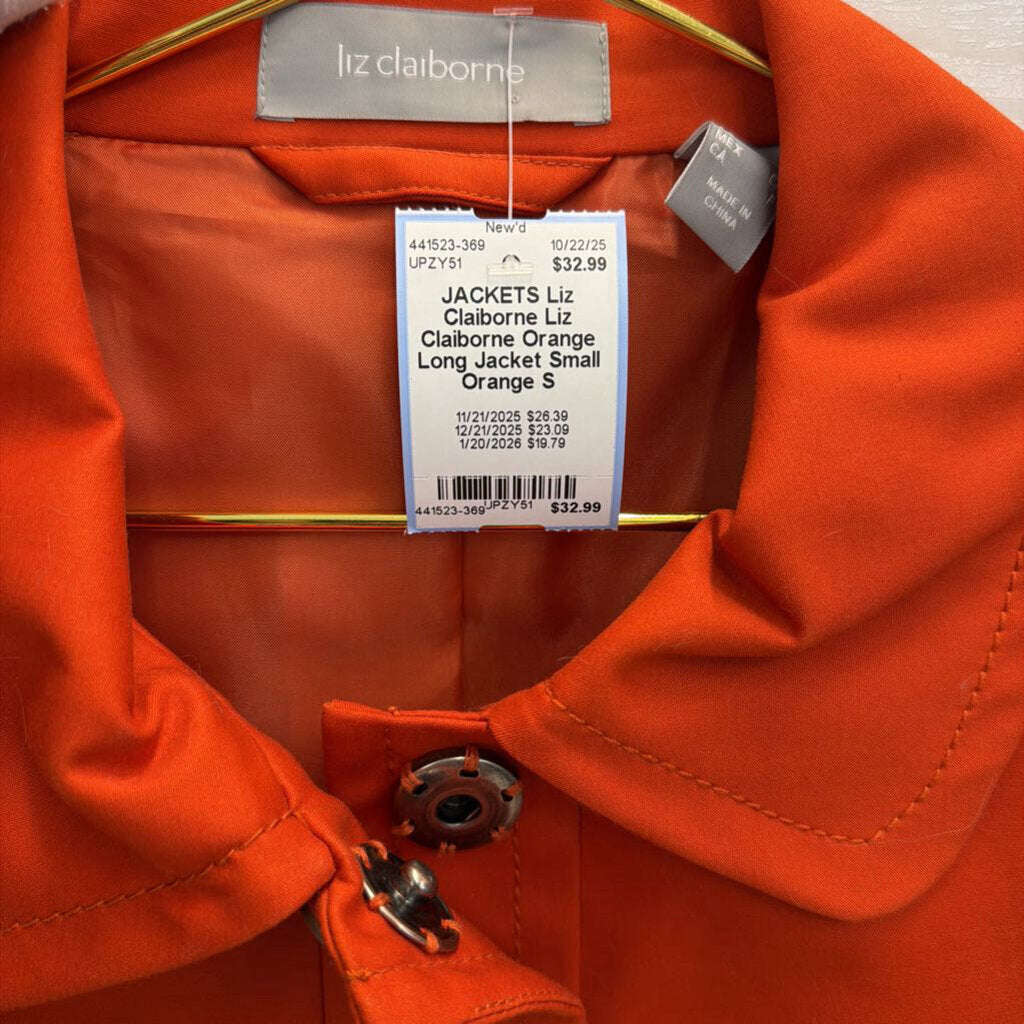 liz claiborne
MEX
CA
MADE IN
CHINA
New'd
441523-369 10/22/25
UPZY51 $32.99
JACKETS Liz
Claiborne Liz
Claiborne Orange
Long Jacket Small
Orange S
11/21/2025 $26.39
12/21/2025 $23.09
1/20/2026 $19.79
441523-369 UPZY51 $32.99